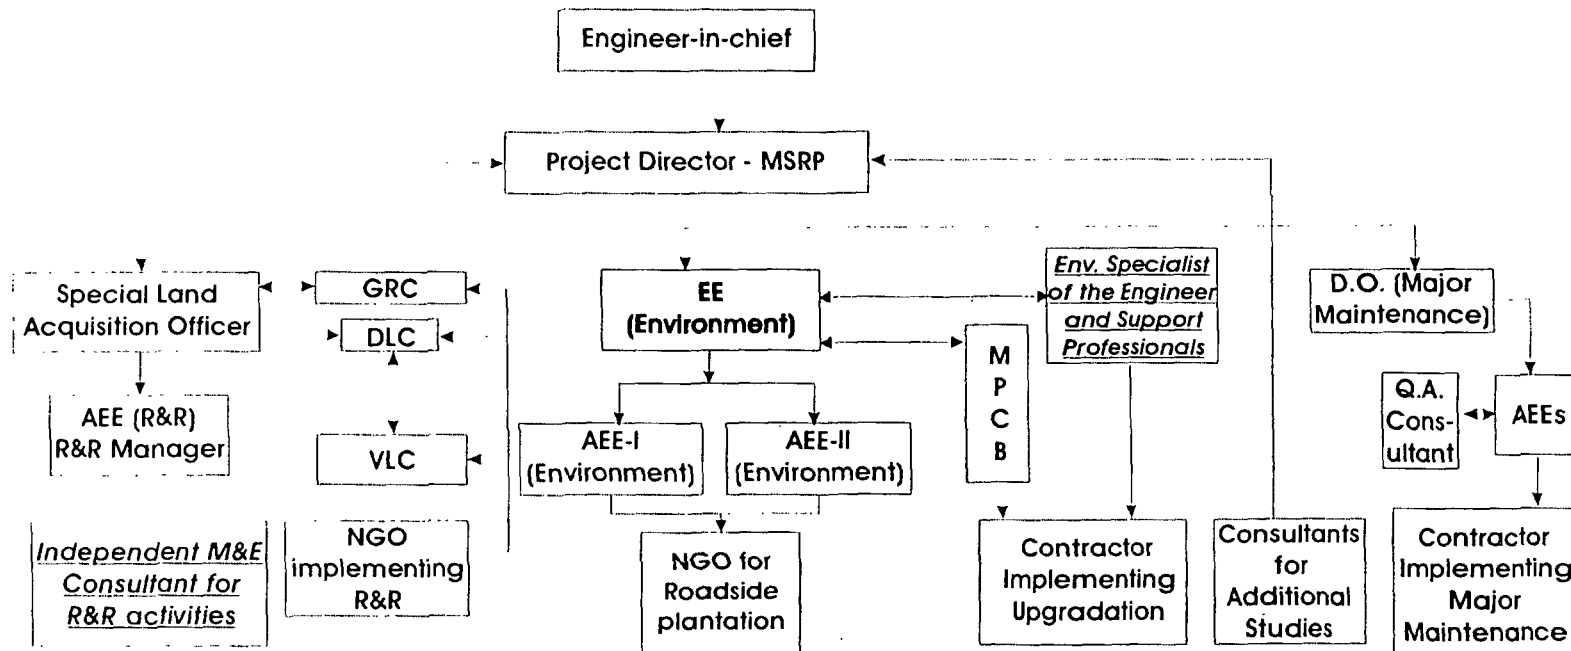 Engineer-in-chief
Project Director - MSRP
Special Land
Acquisition Officer
GRC
DLC
EE
(Environment)
Env. Specialist
of the Engineer
and Support
Professionals
D.O. (Major
Maintenance)
M
P
C
B
AEE (R&R)
R&R Manager
VLC
AEE-I
(Environment)
AEE-II
(Environment)
Q.A.
Cons-
ultant
AEEs
Independent M&E
Consultant for
R&R activities
NGO
implementing
R&R
NGO for
Roadside
plantation
Contractor
Implementing
Upgradation
Consultants
for
Additional
Studies
Contractor
Implementing
Major
Maintenance